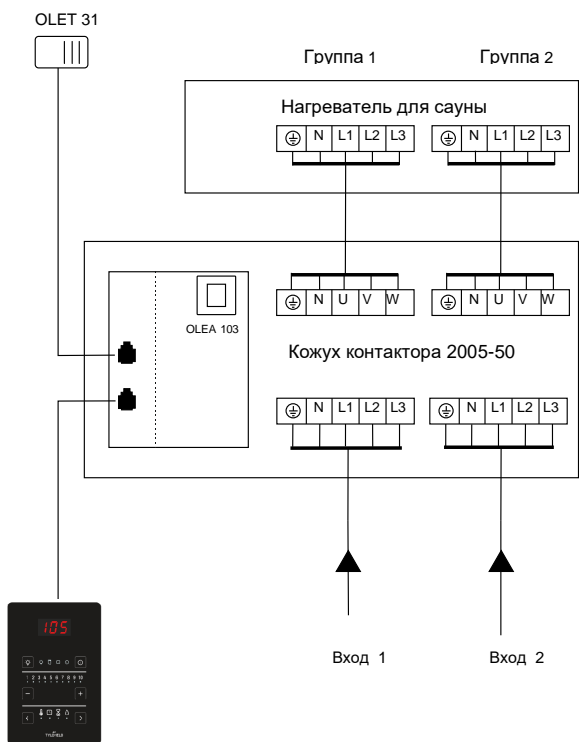 OLET 31
Группа 1 Группа 2
Нагреватель для сауны
N L1 L2 L3 N L1 L2 L3
N U V W N U V W
OLEA 103
Кожух контактора 2005-50
N L1 L2 L3 N L1 L2 L3
105
1 2 3 4 5 6 7 8 9 10
− +
< >
TYLÖHELO
Вход 1 Вход 2